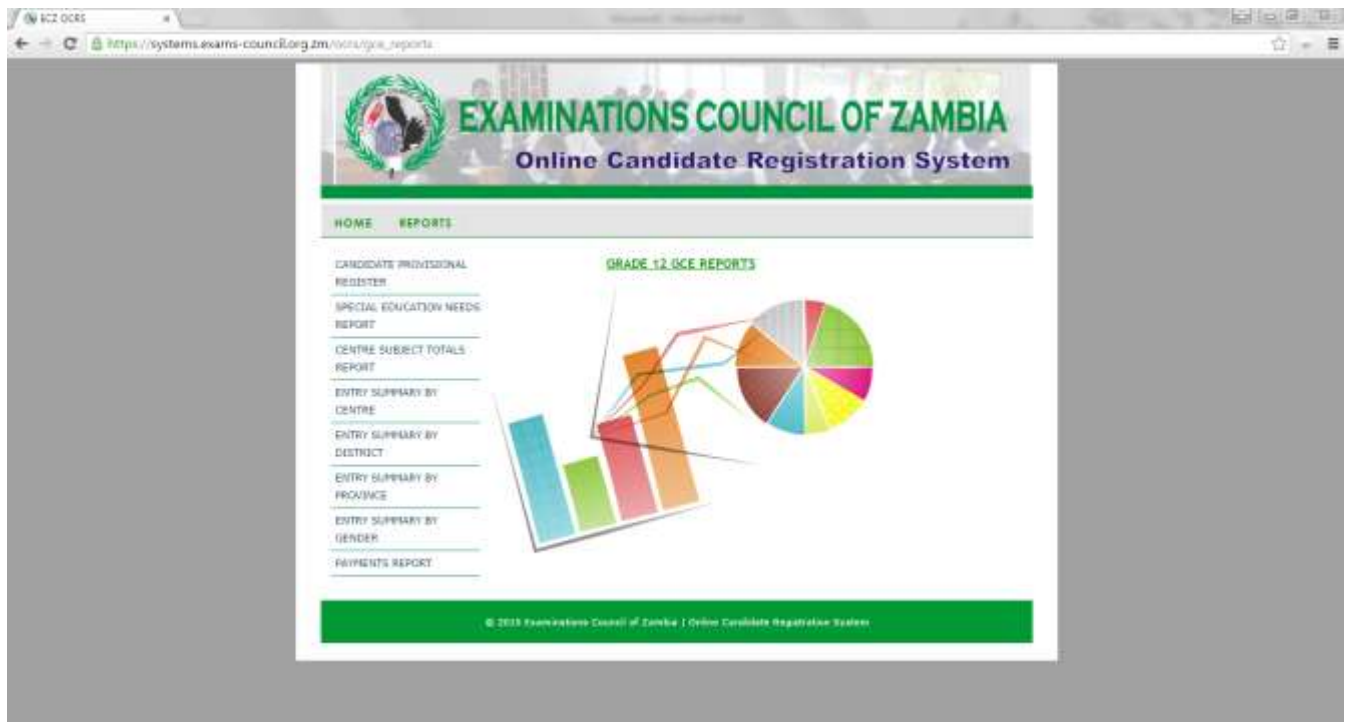 ECZ OCRS
https://systems.exams-council.org.zm/ocrs/gce_reports
EXAMINATIONS COUNCIL OF ZAMBIA
Online Candidate Registration System
HOME REPORTS
CANDIDATE PROVISIONAL
REGISTER
SPECIAL EDUCATION NEEDS
REPORT
CENTRE SUBJECT TOTALS
REPORT
ENTRY SUMMARY BY
CENTRE
ENTRY SUMMARY BY
DISTRICT
ENTRY SUMMARY BY
PROVINCE
ENTRY SUMMARY BY
GENDER
PAYMENTS REPORT
GRADE 12 GCE REPORTS
© 2015 Examinations Council of Zambia | Online Candidate Registration System